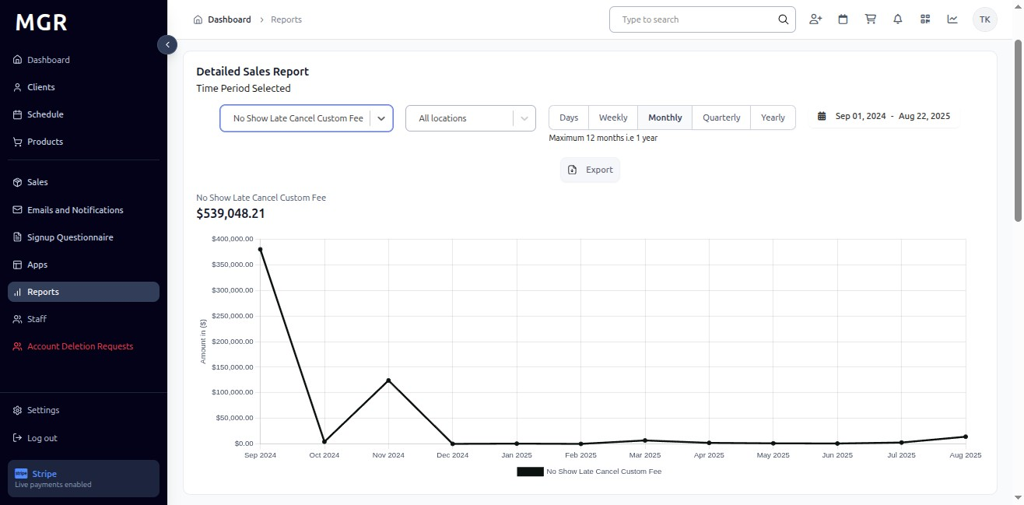 MGR
Dashboard
Clients
Schedule
Products
Sales
Emails and Notifications
Signup Questionnaire
Apps
Reports
Staff
Account Deletion Requests
Settings
Log out
stripe Stripe
Live payments enabled
Dashboard > Reports
Type to search
TK
Detailed Sales Report
Time Period Selected
No Show Late Cancel Custom Fee
All locations
Days Weekly Monthly Quarterly Yearly
Maximum 12 months i.e 1 year
Sep 01, 2024 - Aug 22, 2025
Export
No Show Late Cancel Custom Fee
$539,048.21
Amount in ($)
$400,000.00
$350,000.00
$300,000.00
$250,000.00
$200,000.00
$150,000.00
$100,000.00
$50,000.00
$0.00
Sep 2024 Oct 2024 Nov 2024 Dec 2024 Jan 2025 Feb 2025 Mar 2025 Apr 2025 May 2025 Jun 2025 Jul 2025 Aug 2025
No Show Late Cancel Custom Fee